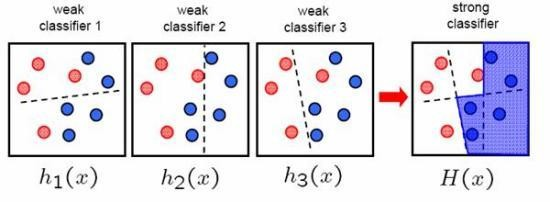 weak
classifier 1
weak
classifier 2
weak
classifier 3
strong
classifier
h₁(x)
h₂(x)
h₃(x)
H(x)